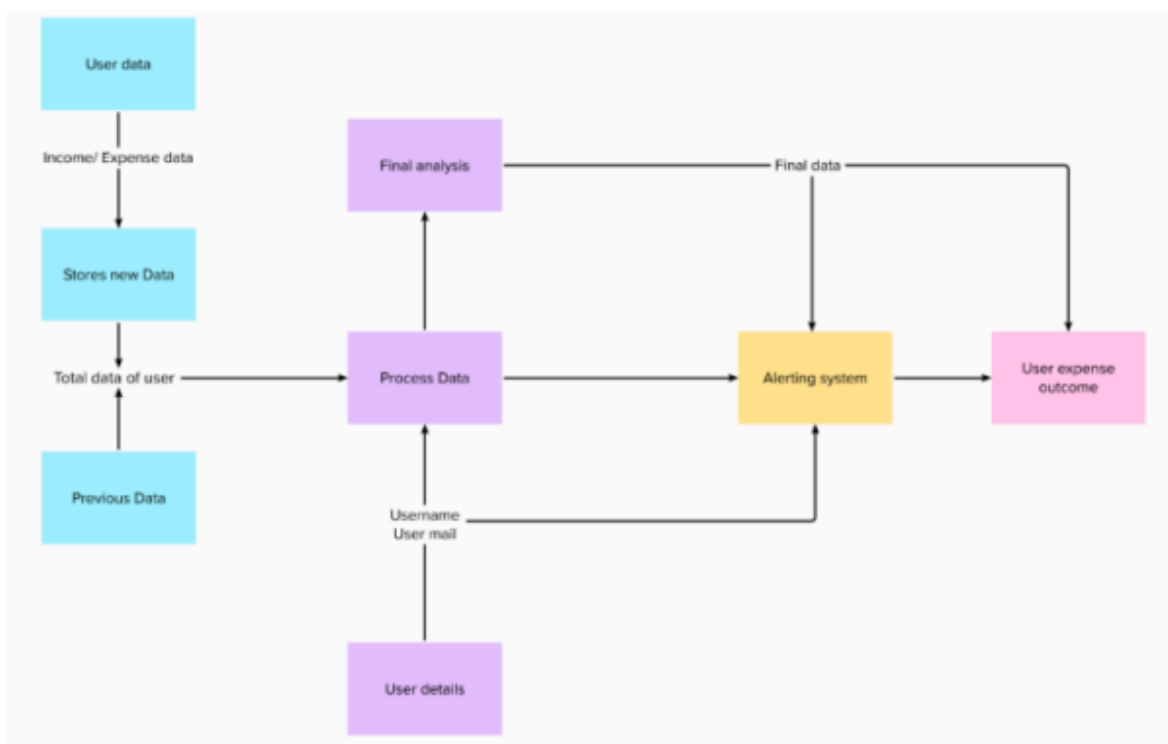 User data
Income/ Expense data
Final analysis
Final data
Stores new Data
Total data of user
Process Data
Alerting system
User expense
outcome
Previous Data
Username
User mail
User details